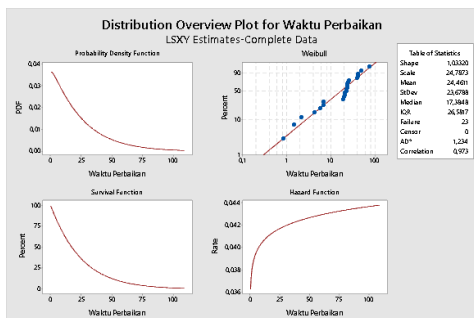 Distribution Overview Plot for Waktu Perbaikan
LSXY Estimates-Complete Data
Probability Density Function
0,04
0,03
0,02
0,01
0,00
PDF
0 25 50 75 100
Waktu Perbaikan
Weibull
90
50
10
1
Percent
0,1 1 10 100
Waktu Perbaikan
Table of Statistics
Shape 1,03320
Scale 24,7873
Mean 24,4611
StDev 23,6788
Median 17,3848
IQR 26,5817
Failure 23
Censor 0
AD* 1,234
Correlation 0,973
Survival Function
100
75
50
25
0
Percent
0 25 50 75 100
Waktu Perbaikan
Hazard Function
0,044
0,042
0,040
0,038
0,036
Rate
0 25 50 75 100
Waktu Perbaikan